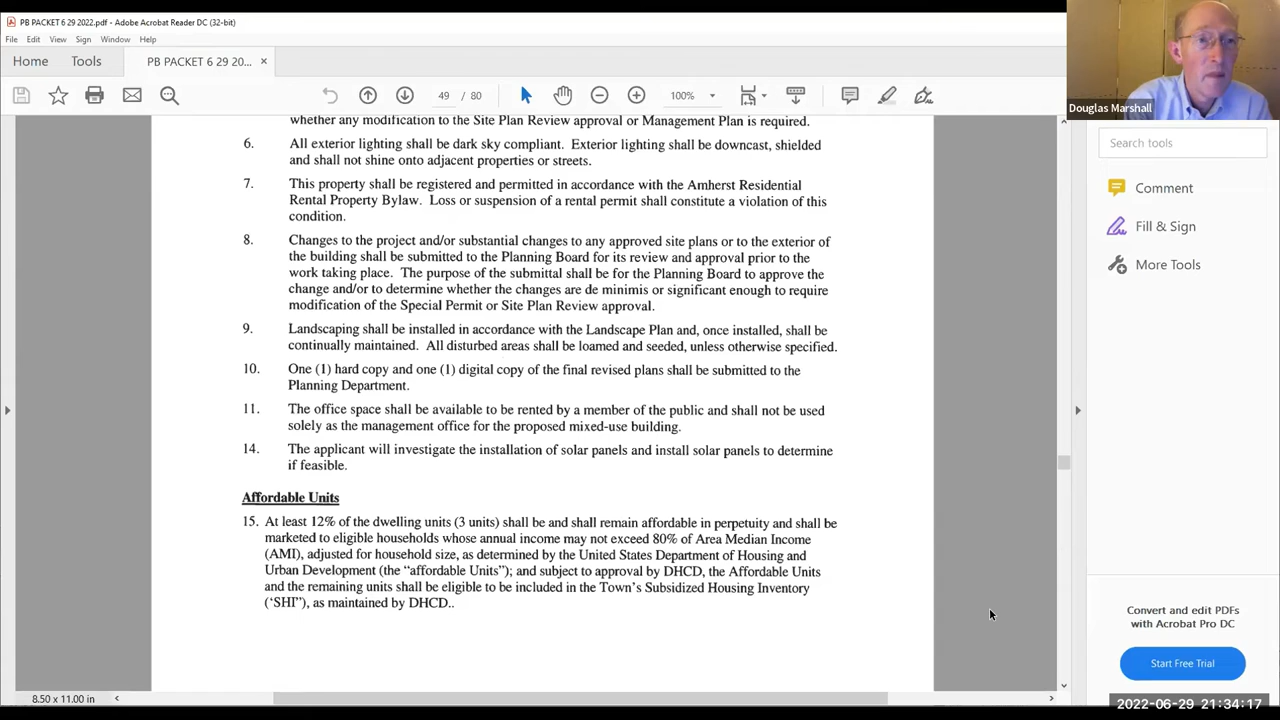 PB PACKET 6 29 2022.pdf - Adobe Acrobat Reader DC (32-bit)
File Edit View Sign Window Help
Home Tools PB PACKET 6 29 20... ×
49 / 80 100%
Douglas Marshall
Search tools
Comment
Fill & Sign
More Tools
whether any modification to the Site Plan Review approval or Management Plan is required.
6. All exterior lighting shall be dark sky compliant. Exterior lighting shall be downcast, shielded
and shall not shine onto adjacent properties or streets.
7. This property shall be registered and permitted in accordance with the Amherst Residential
Rental Property Bylaw. Loss or suspension of a rental permit shall constitute a violation of this
condition.
8. Changes to the project and/or substantial changes to any approved site plans or to the exterior of
the building shall be submitted to the Planning Board for its review and approval prior to the
work taking place. The purpose of the submittal shall be for the Planning Board to approve the
change and/or to determine whether the changes are de minimis or significant enough to require
modification of the Special Permit or Site Plan Review approval.
9. Landscaping shall be installed in accordance with the Landscape Plan and, once installed, shall be
continually maintained. All disturbed areas shall be loamed and seeded, unless otherwise specified.
10. One (1) hard copy and one (1) digital copy of the final revised plans shall be submitted to the
Planning Department.
11. The office space shall be available to be rented by a member of the public and shall not be used
solely as the management office for the proposed mixed-use building.
14. The applicant will investigate the installation of solar panels and install solar panels to determine
if feasible.
Affordable Units
15. At least 12% of the dwelling units (3 units) shall be and shall remain affordable in perpetuity and shall be
marketed to eligible households whose annual income may not exceed 80% of Area Median Income
(AMI), adjusted for household size, as determined by the United States Department of Housing and
Urban Development (the “affordable Units”); and subject to approval by DHCD, the Affordable Units
and the remaining units shall be eligible to be included in the Town’s Subsidized Housing Inventory
(‘SHI”), as maintained by DHCD..
Convert and edit PDFs
with Acrobat Pro DC
Start Free Trial
8.50 x 11.00 in
2022-06-29 21:34:17